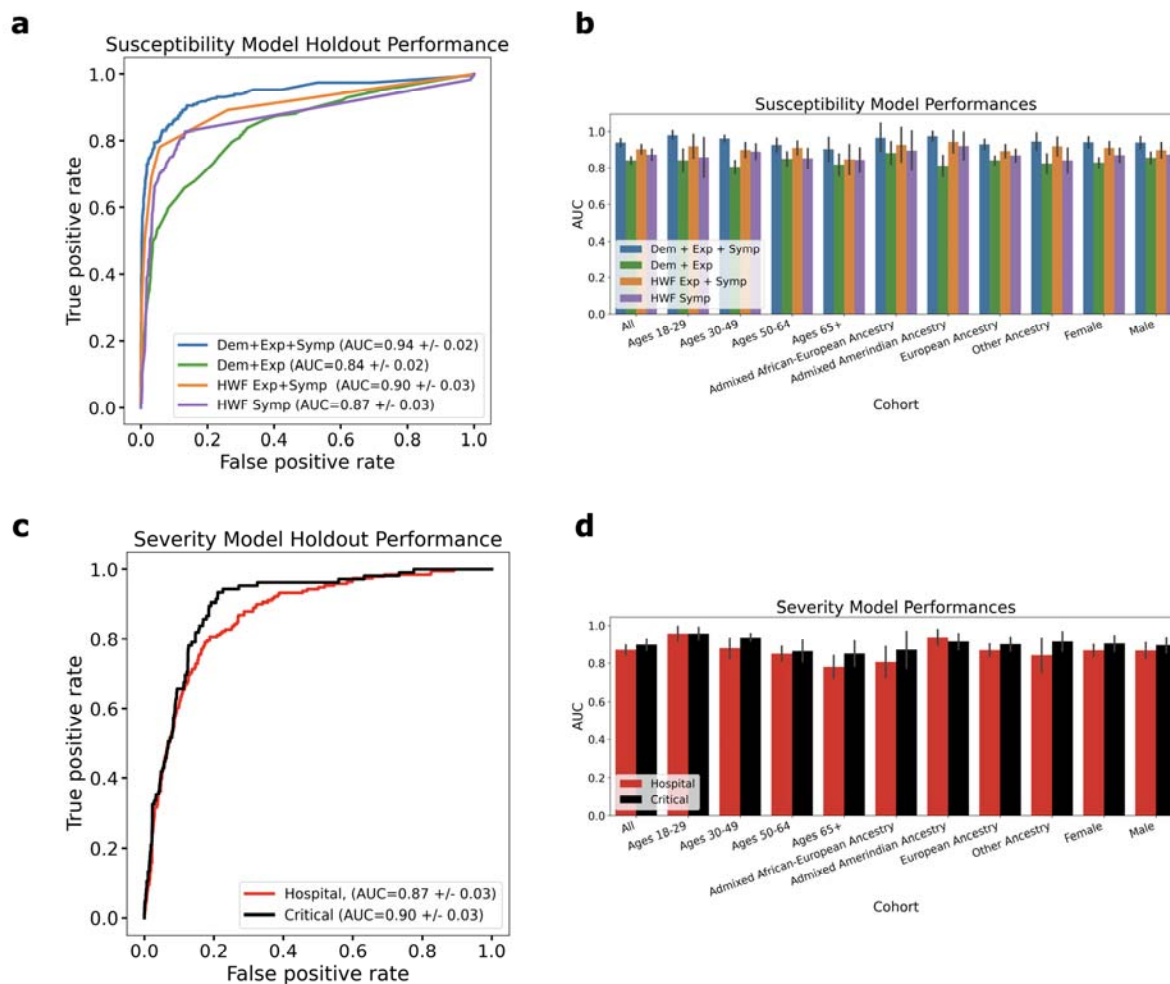 a
Susceptibility Model Holdout Performance
1.0
0.8
0.6
0.4
0.2
0.0
True positive rate
Dem+Exp+Symp (AUC=0.94 +/- 0.02)
Dem+Exp (AUC=0.84 +/- 0.02)
HWF Exp+Symp (AUC=0.90 +/- 0.03)
HWF Symp (AUC=0.87 +/- 0.03)
0.0 0.2 0.4 0.6 0.8 1.0
False positive rate
b
Susceptibility Model Performances
1.0
0.8
0.6
0.4
0.2
0.0
AUC
Dem + Exp + Symp
Dem + Exp
HWF Exp + Symp
HWF Symp
All
Ages 18-29
Ages 30-49
Ages 50-64
Ages 65+
Admixed African-European Ancestry
Admixed Amerindian Ancestry
European Ancestry
Other Ancestry
Female
Male
Cohort
c
Severity Model Holdout Performance
1.0
0.8
0.6
0.4
0.2
0.0
True positive rate
Hospital, (AUC=0.87 +/- 0.03)
Critical (AUC=0.90 +/- 0.03)
0.0 0.2 0.4 0.6 0.8 1.0
False positive rate
d
Severity Model Performances
1.0
0.8
0.6
0.4
0.2
0.0
AUC
Hospital
Critical
All
Ages 18-29
Ages 30-49
Ages 50-64
Ages 65+
Admixed African-European Ancestry
Admixed Amerindian Ancestry
European Ancestry
Other Ancestry
Female
Male
Cohort